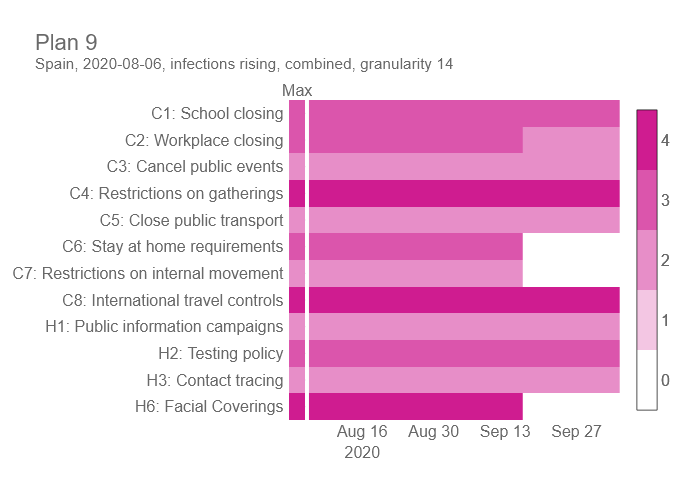 Plan 9
Spain, 2020-08-06, infections rising, combined, granularity 14
Max
C1: School closing
C2: Workplace closing
C3: Cancel public events
C4: Restrictions on gatherings
C5: Close public transport
C6: Stay at home requirements
C7: Restrictions on internal movement
C8: International travel controls
H1: Public information campaigns
H2: Testing policy
H3: Contact tracing
H6: Facial Coverings
Aug 16 Aug 30 Sep 13 Sep 27
2020
4
3
2
1
0